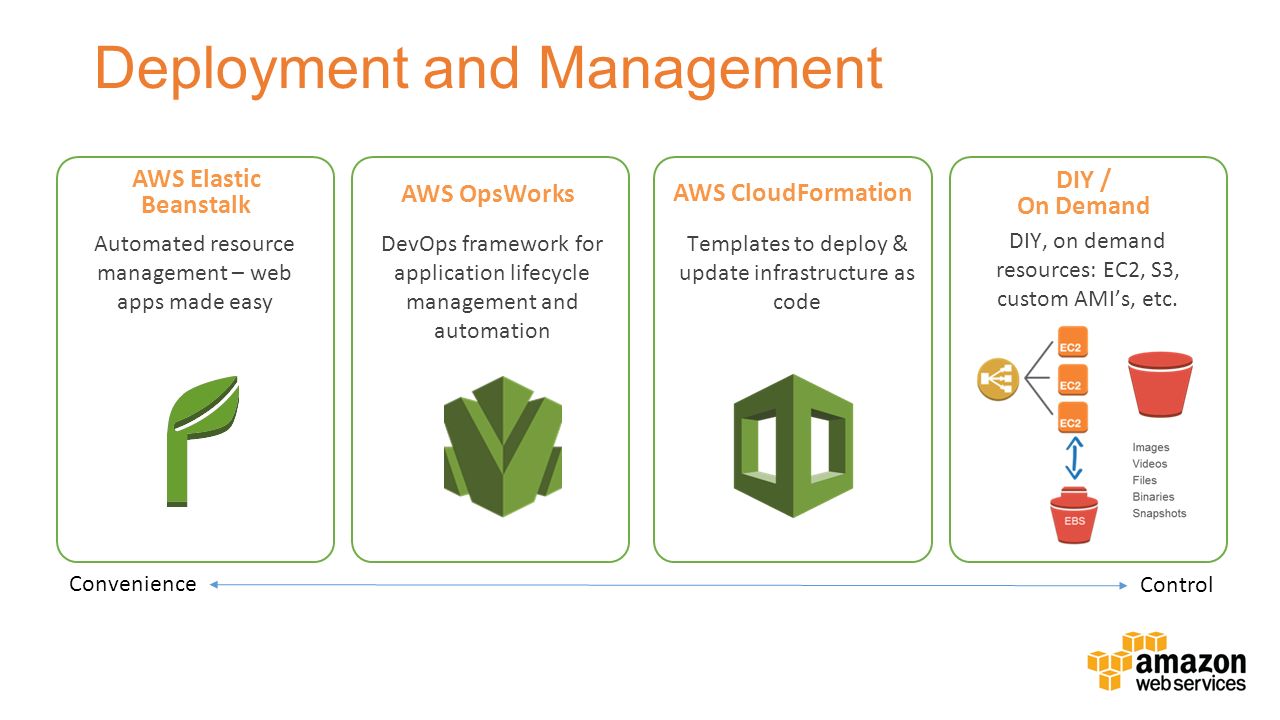 Deployment and Management
AWS Elastic
Beanstalk
Automated resource
management – web
apps made easy
AWS OpsWorks
DevOps framework for
application lifecycle
management and
automation
AWS CloudFormation
Templates to deploy &
update infrastructure as
code
DIY /
On Demand
DIY, on demand
resources: EC2, S3,
custom AMI’s, etc.
EC2
EC2
EC2
EBS
Images
Videos
Files
Binaries
Snapshots
Convenience
Control
amazon
web services